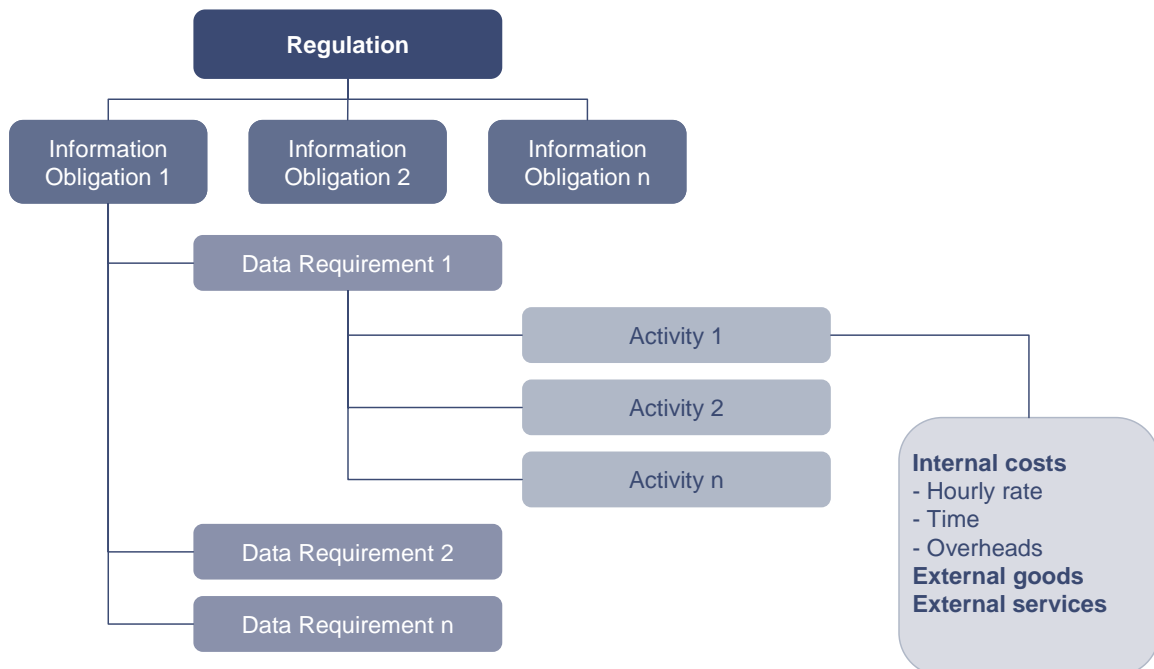 Regulation
Information
Obligation 1
Information
Obligation 2
Information
Obligation n
Data Requirement 1
Activity 1
Activity 2
Activity n
Internal costs
- Hourly rate
- Time
- Overheads
External goods
External services
Data Requirement 2
Data Requirement n